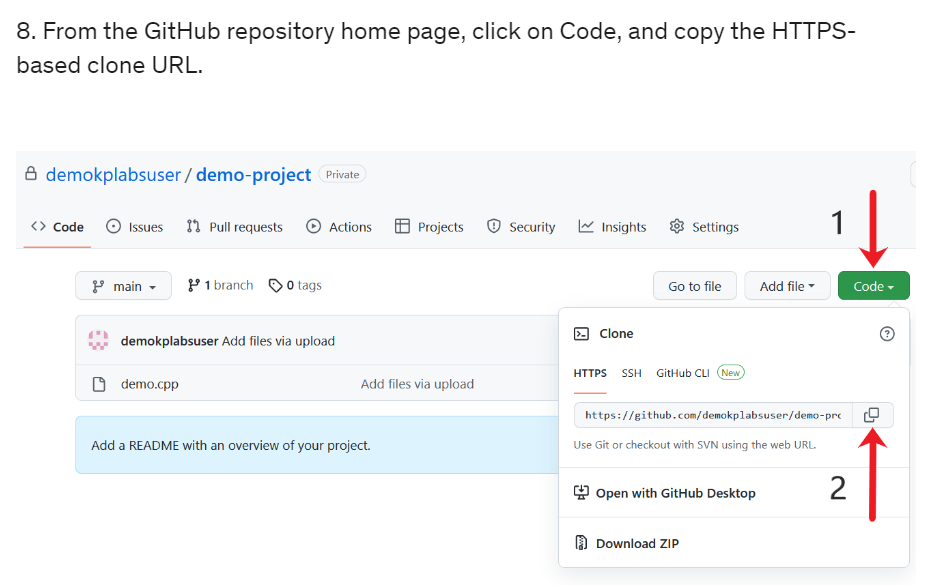 8. From the GitHub repository home page, click on Code, and copy the HTTPS-
based clone URL.
demokplabsuser / demo-project Private
Code Issues Pull requests Actions Projects Security Insights Settings
1
main 1 branch 0 tags Go to file Add file Code
demokplabsuser Add files via upload
demo.cpp Add files via upload
Add a README with an overview of your project.
Clone
HTTPS SSH GitHub CLI New
https://github.com/demokplabsuser/demo-prc
Use Git or checkout with SVN using the web URL.
2
Open with GitHub Desktop
Download ZIP